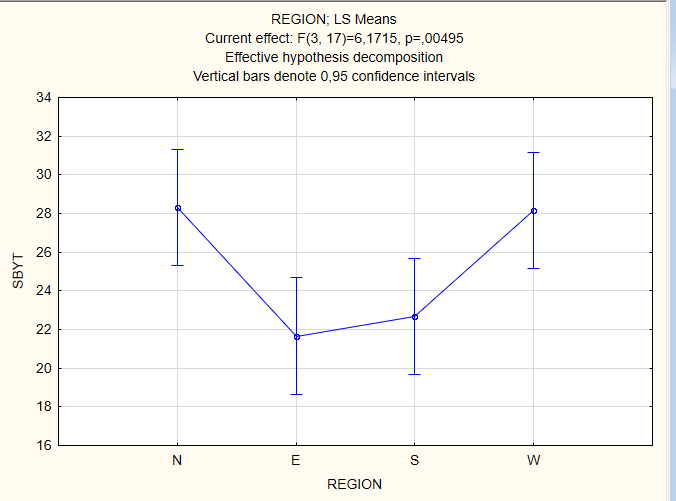 REGION; LS Means
Current effect: F(3, 17)=6,1715, p=,00495
Effective hypothesis decomposition
Vertical bars denote 0,95 confidence intervals
34
32
30
28
26
24
22
20
18
16
SBYT
N E S W
REGION